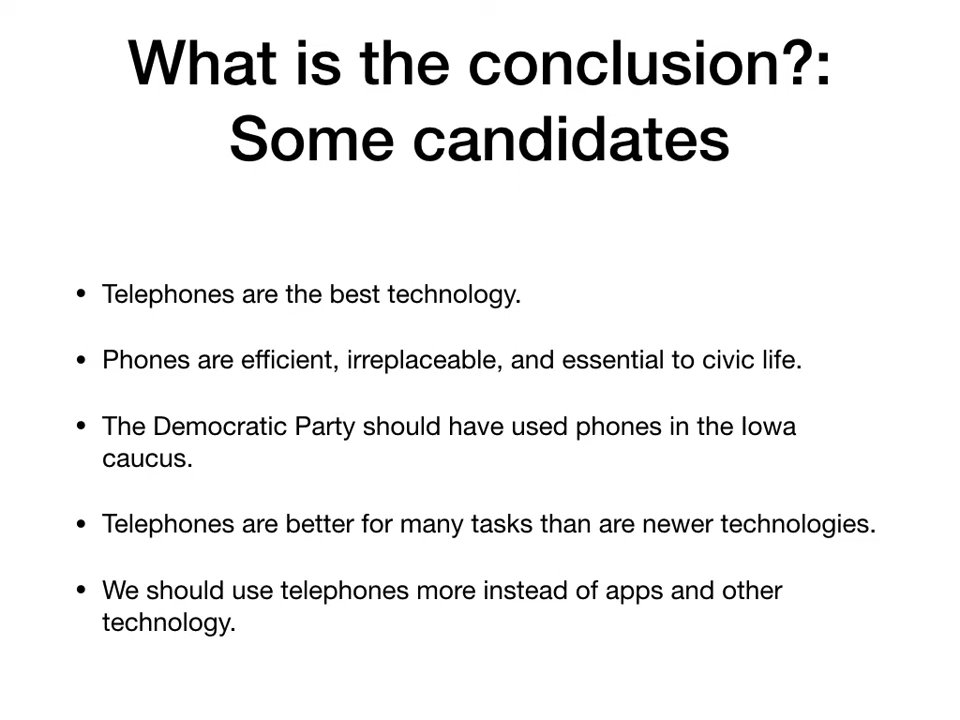 What is the conclusion?:
Some candidates
• Telephones are the best technology.
• Phones are efficient, irreplaceable, and essential to civic life.
• The Democratic Party should have used phones in the Iowa
caucus.
• Telephones are better for many tasks than are newer technologies.
• We should use telephones more instead of apps and other
technology.